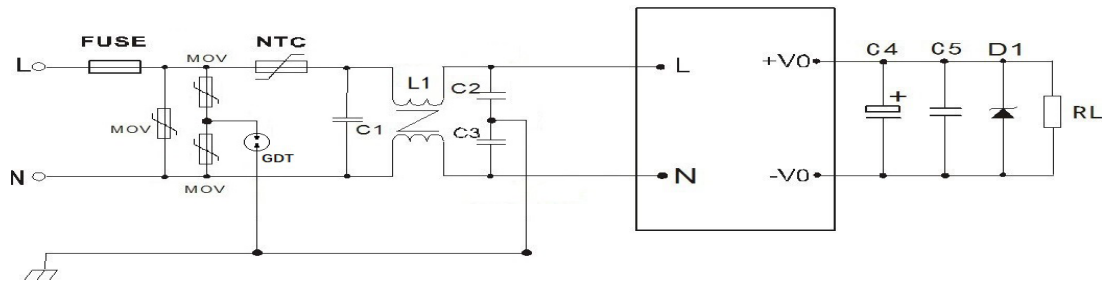 FUSE
MOV
NTC
L
L1
C2
L
+V0
C4
C5
D1
+
MOV
C1
C3
RL
GDT
N
MOV
N
-V0